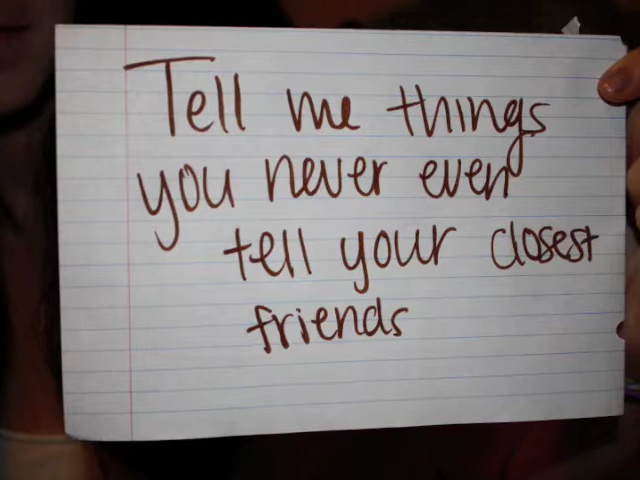 Tell me things
you never even
tell your closest
friends